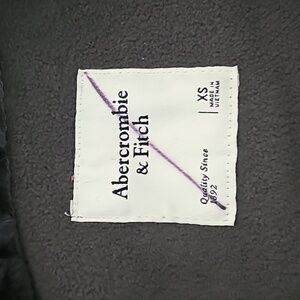 Abercrombie
& Fitch
Quality Since
1892
XS
MADE IN
VIETNAM